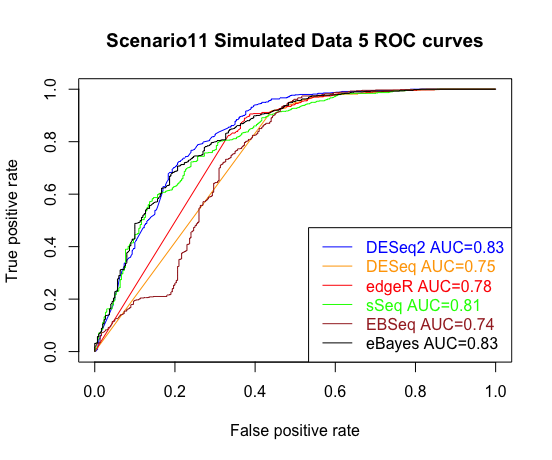 Scenario11 Simulated Data 5 ROC curves
True positive rate
1.0
0.8
0.6
0.4
0.2
0.0
DESeq2 AUC=0.83
DESeq AUC=0.75
edgeR AUC=0.78
sSeq AUC=0.81
EBSeq AUC=0.74
eBayes AUC=0.83
0.0 0.2 0.4 0.6 0.8 1.0
False positive rate